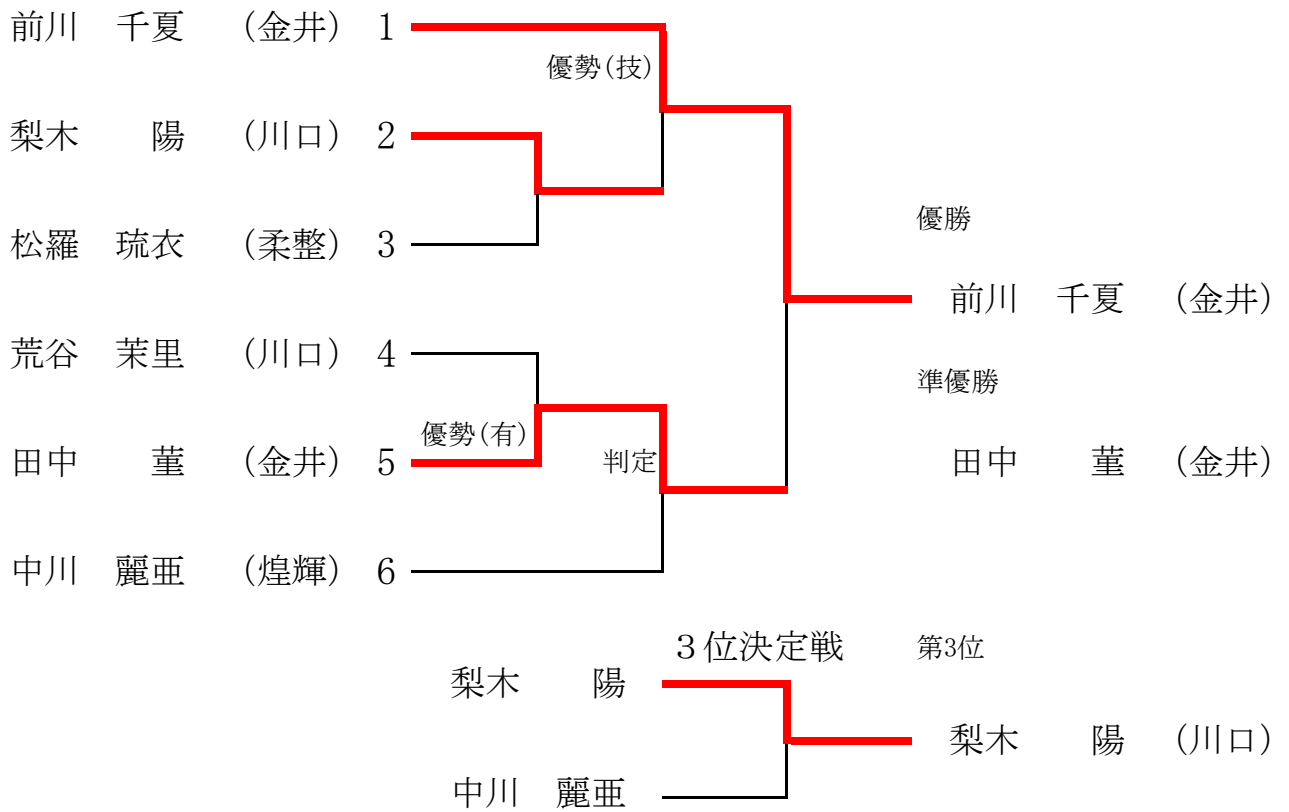 前川　千夏　（金井）　1
優勢（技）
梨木　　陽　（川口）　2
松羅　琉衣　（柔整）　3
優勝
前川　千夏　（金井）
荒谷　茉里　（川口）　4
準優勝
優勢（有）
田中　　菫　（金井）　5
判定
田中　　菫　（金井）
中川　麗亜　（煌輝）　6
３位決定戦
第3位
梨木　　陽
梨木　　陽　（川口）
中川　麗亜